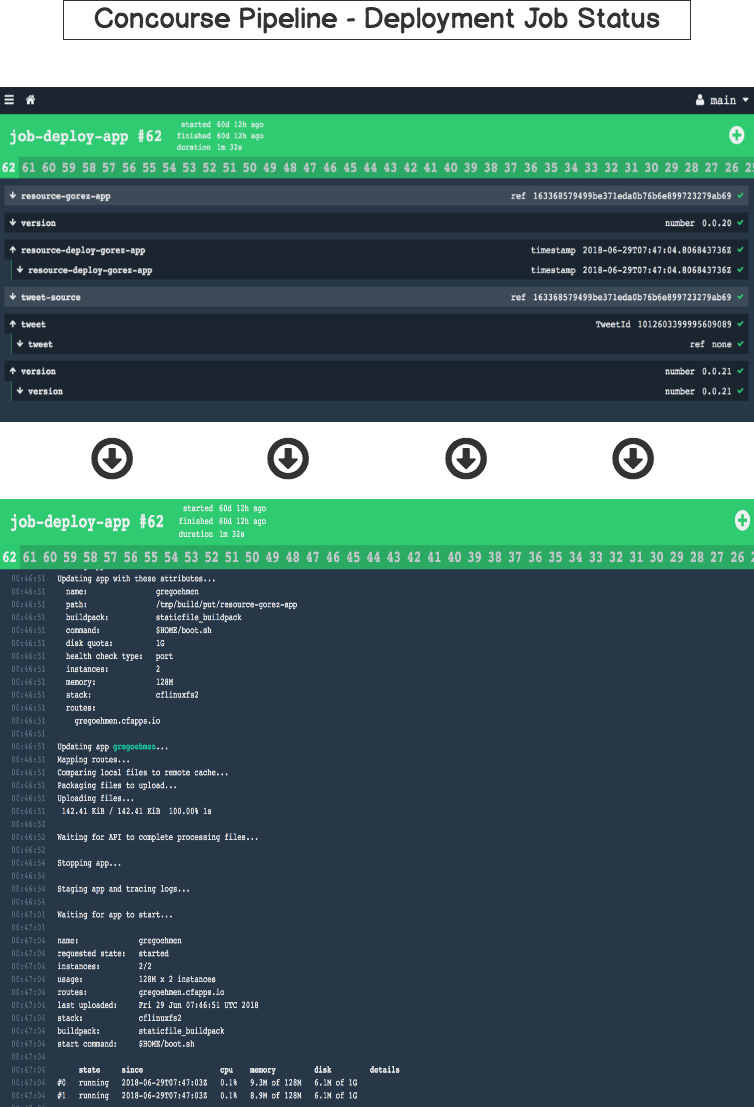 Concourse Pipeline - Deployment Job Status
main
job-deploy-app #62
started 60d 12h ago
finished 60d 12h ago
duration 1m 32s
62 61 60 59 58 57 56 55 54 53 52 51 50 49 48 47 46 45 44 43 42 41 40 39 38 37 36 35 34 33 32 31 30 29 28 27 26
resource-gorez-app ref 163368579499be371eda0b76b6e899723279ab69
version number 0.0.20
resource-deploy-gorez-app timestamp 2018-06-29T07:47:04.806843736Z
resource-deploy-gorez-app timestamp 2018-06-29T07:47:04.806843736Z
tweet-source ref 163368579499be371eda0b76b6e899723279ab69
tweet TweetId 1012603399995609089
tweet ref none
version number 0.0.21
version number 0.0.21
job-deploy-app #62
started 60d 12h ago
finished 60d 12h ago
duration 1m 32s
62 61 60 59 58 57 56 55 54 53 52 51 50 49 48 47 46 45 44 43 42 41 40 39 38 37 36 35 34 33 32 31 30 29 28 27 26
00:46:51 Updating app with these attributes...
00:46:51 name: gregoehmen
00:46:51 path: /tmp/build/put/resource-gorez-app
00:46:51 buildpack: staticfile_buildpack
00:46:51 command: $HOME/boot.sh
00:46:51 disk quota: 1G
00:46:51 health check type: port
00:46:51 instances: 2
00:46:51 memory: 128M
00:46:51 stack: cflinuxfs2
00:46:51 routes:
00:46:51 gregoehmen.cfapps.io
00:46:51
00:46:51 Updating app gregoehmen...
00:46:51 Mapping routes...
00:46:51 Comparing local files to remote cache...
00:46:51 Packaging files to upload...
00:46:51 Uploading files...
00:46:51 142.41 KiB / 142.41 KiB 100.00% 1s
00:46:52
00:46:52 Waiting for API to complete processing files...
00:46:52
00:46:54 Stopping app...
00:46:54
00:46:54 Staging app and tracing logs...
00:46:54
00:47:01 Waiting for app to start...
00:47:01
00:47:04 name: gregoehmen
00:47:04 requested state: started
00:47:04 instances: 2/2
00:47:04 usage: 128M x 2 instances
00:47:04 routes: gregoehmen.cfapps.io
00:47:04 last uploaded: Fri 29 Jun 07:46:51 UTC 2018
00:47:04 stack: cflinuxfs2
00:47:04 buildpack: staticfile_buildpack
00:47:04 start command: $HOME/boot.sh
00:47:04
00:47:04 state since cpu memory disk details
00:47:04 #0 running 2018-06-29T07:47:03Z 0.1% 9.3M of 128M 6.1M of 1G
00:47:04 #1 running 2018-06-29T07:47:03Z 0.1% 8.9M of 128M 6.1M of 1G